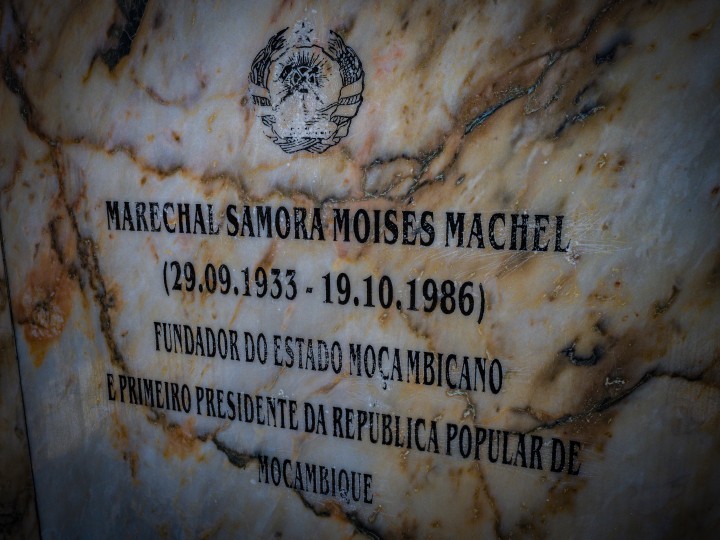 MARECHAL SAMORA MOISES MACHEL
(29.09.1933 - 19.10.1986)
FUNDADOR DO ESTADO MOÇAMBICANO
E PRIMEIRO PRESIDENTE DA REPUBLICA POPULAR DE
MOCAMBIQUE